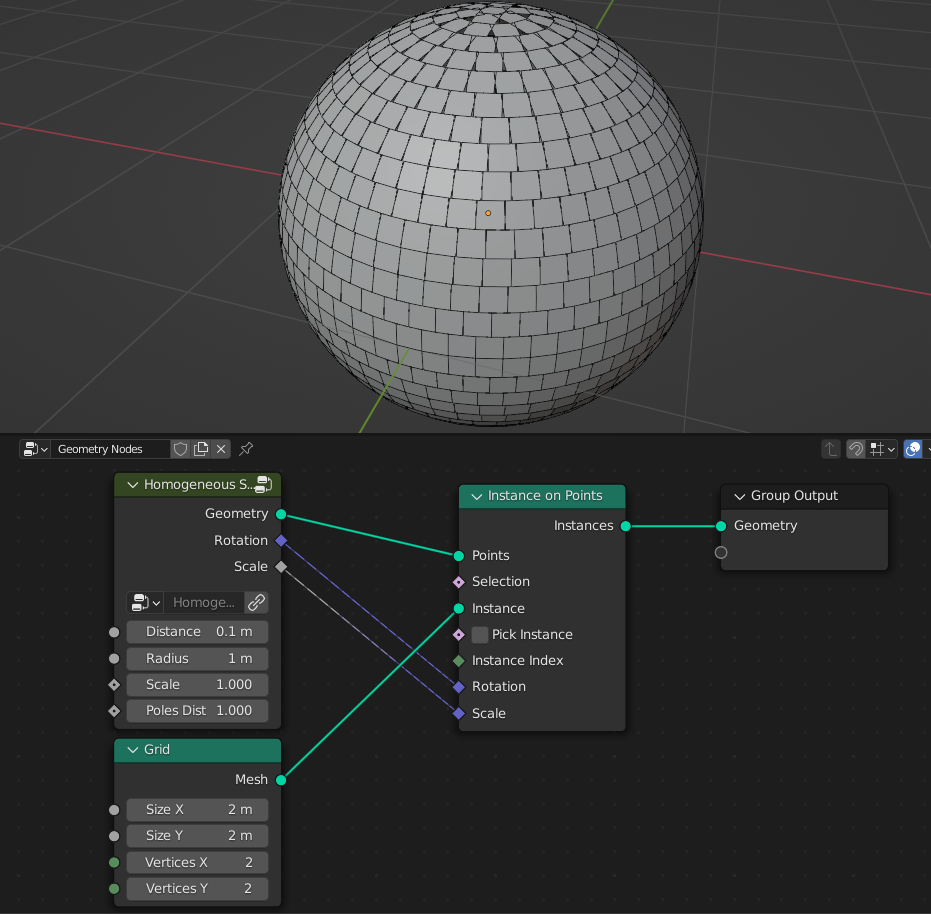 Geometry Nodes
Homogeneous S...
Geometry
Rotation
Scale
Homoge...
Distance 0.1 m
Radius 1 m
Scale 1.000
Poles Dist 1.000
Grid
Mesh
Size X 2 m
Size Y 2 m
Vertices X 2
Vertices Y 2
Instance on Points
Instances
Points
Selection
Instance
Pick Instance
Instance Index
Rotation
Scale
Group Output
Geometry